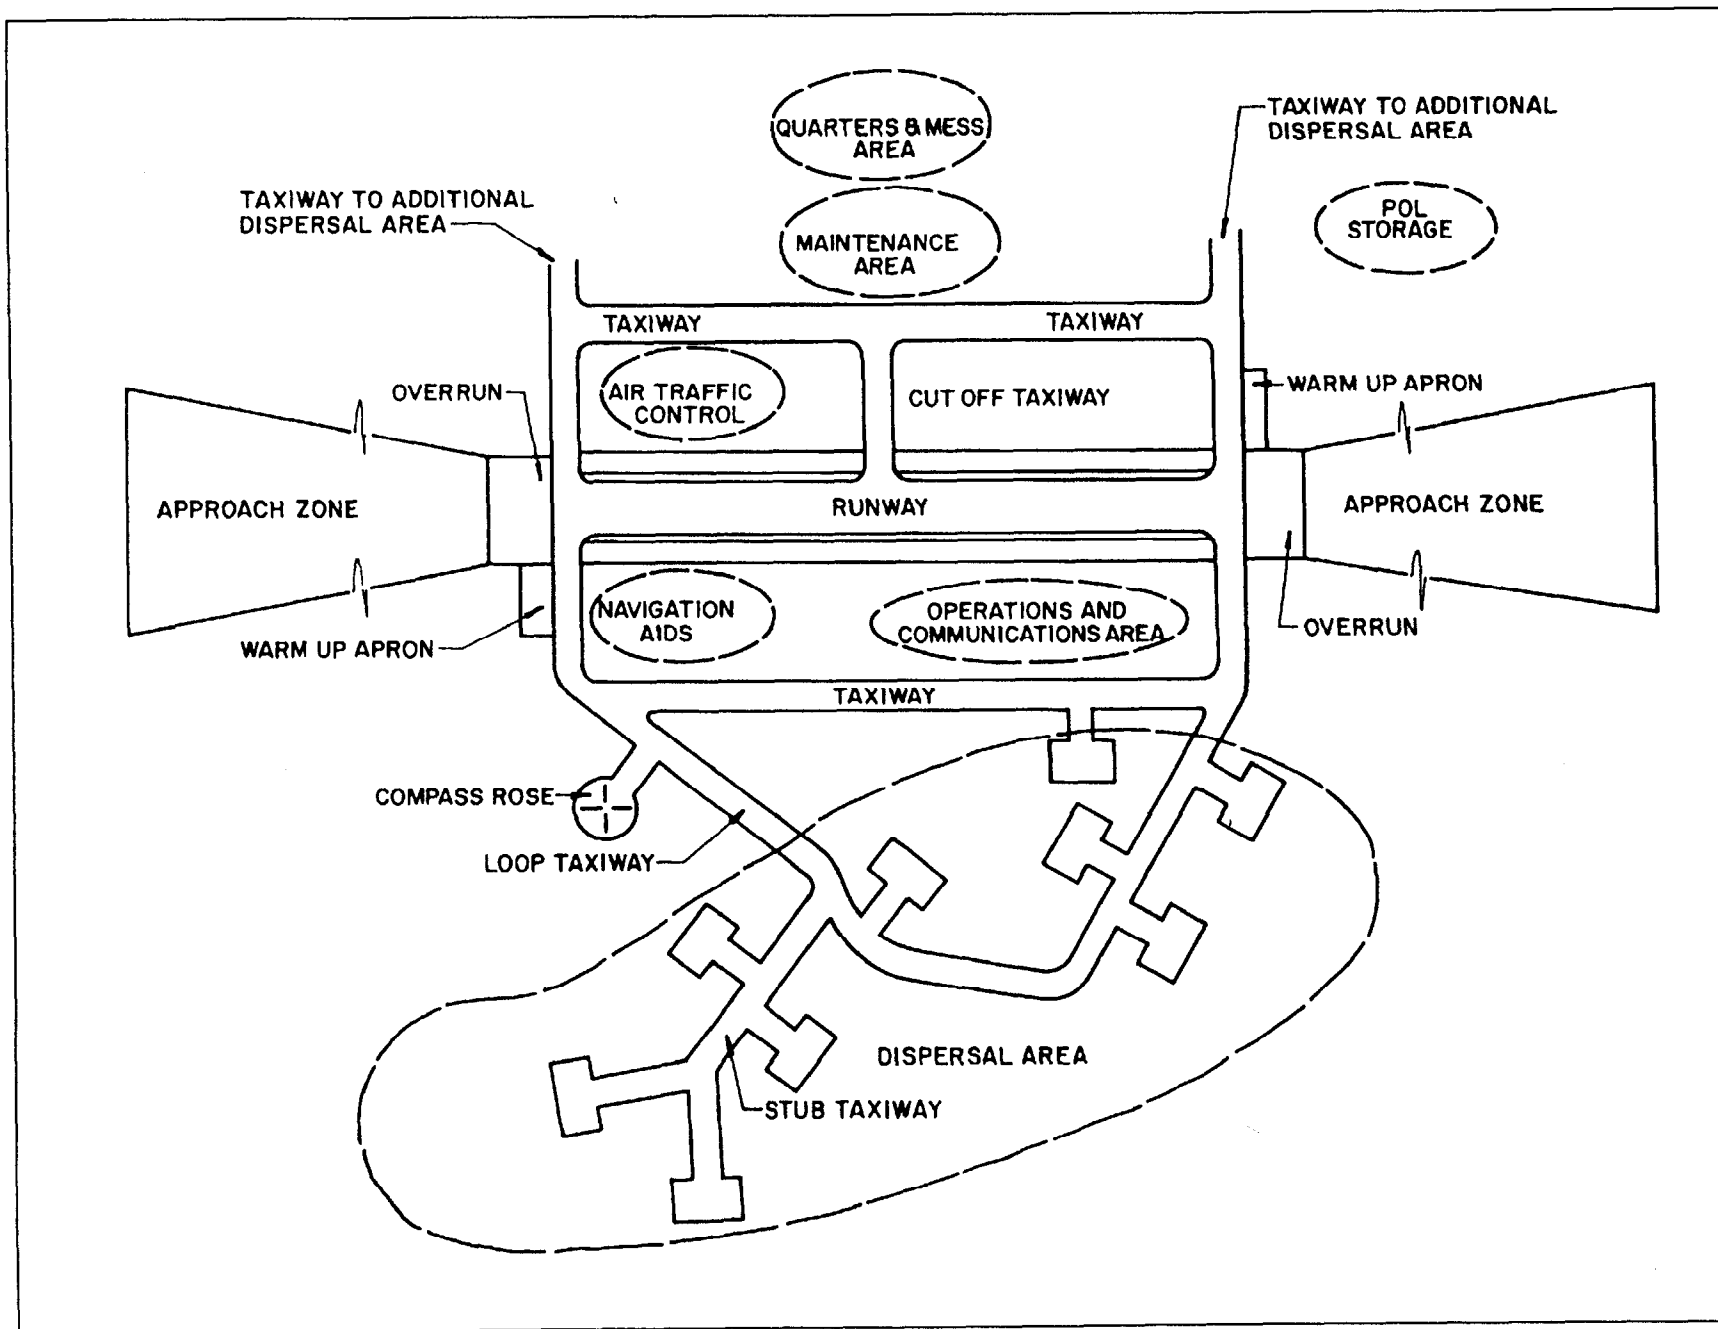 QUARTERS & MESS
AREA
TAXIWAY TO ADDITIONAL
DISPERSAL AREA
TAXIWAY TO ADDITIONAL
DISPERSAL AREA
POL
STORAGE
MAINTENANCE
AREA
TAXIWAY
TAXIWAY
OVERRUN
AIR TRAFFIC
CONTROL
CUT OFF TAXIWAY
WARM UP APRON
APPROACH ZONE
RUNWAY
APPROACH ZONE
NAVIGATION
AIDS
OPERATIONS AND
COMMUNICATIONS AREA
WARM UP APRON
OVERRUN
TAXIWAY
COMPASS ROSE
LOOP TAXIWAY
DISPERSAL AREA
STUB TAXIWAY